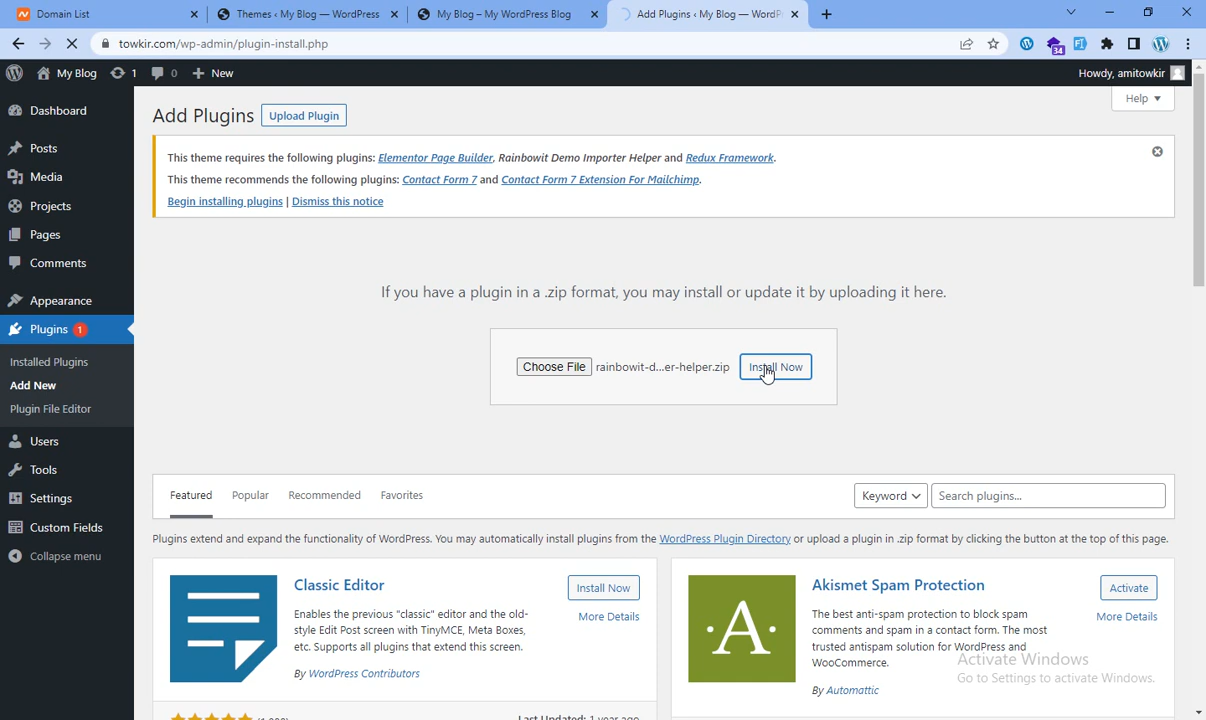 Domain List
Themes ‹ My Blog — WordPress
My Blog – My WordPress Blog
Add Plugins ‹ My Blog — WordPr
towkir.com/wp-admin/plugin-install.php
34
My Blog
1
0
New
Howdy, amitowkir
Dashboard
Posts
Media
Projects
Pages
Comments
Appearance
Plugins 1
Installed Plugins
Add New
Plugin File Editor
Users
Tools
Settings
Custom Fields
Collapse menu
Help
Add Plugins
Upload Plugin
This theme requires the following plugins: Elementor Page Builder, Rainbowit Demo Importer Helper and Redux Framework.
This theme recommends the following plugins: Contact Form 7 and Contact Form 7 Extension For Mailchimp.
Begin installing plugins | Dismiss this notice
If you have a plugin in a .zip format, you may install or update it by uploading it here.
Choose File rainbowit-d...er-helper.zip Install Now
Featured Popular Recommended Favorites Keyword Search plugins...
Plugins extend and expand the functionality of WordPress. You may automatically install plugins from the WordPress Plugin Directory or upload a plugin in .zip format by clicking the button at the top of this page.
Classic Editor
Install Now
Enables the previous "classic" editor and the old-
style Edit Post screen with TinyMCE, Meta Boxes,
etc. Supports all plugins that extend this screen.
More Details
By WordPress Contributors
Akismet Spam Protection
Activate
The best anti-spam protection to block spam
comments and spam in a contact form. The most
trusted antispam solution for WordPress and
WooCommerce.
More Details
By Automattic
Activate Windows
Go to Settings to activate Windows.
Last Updated: 1 year ago